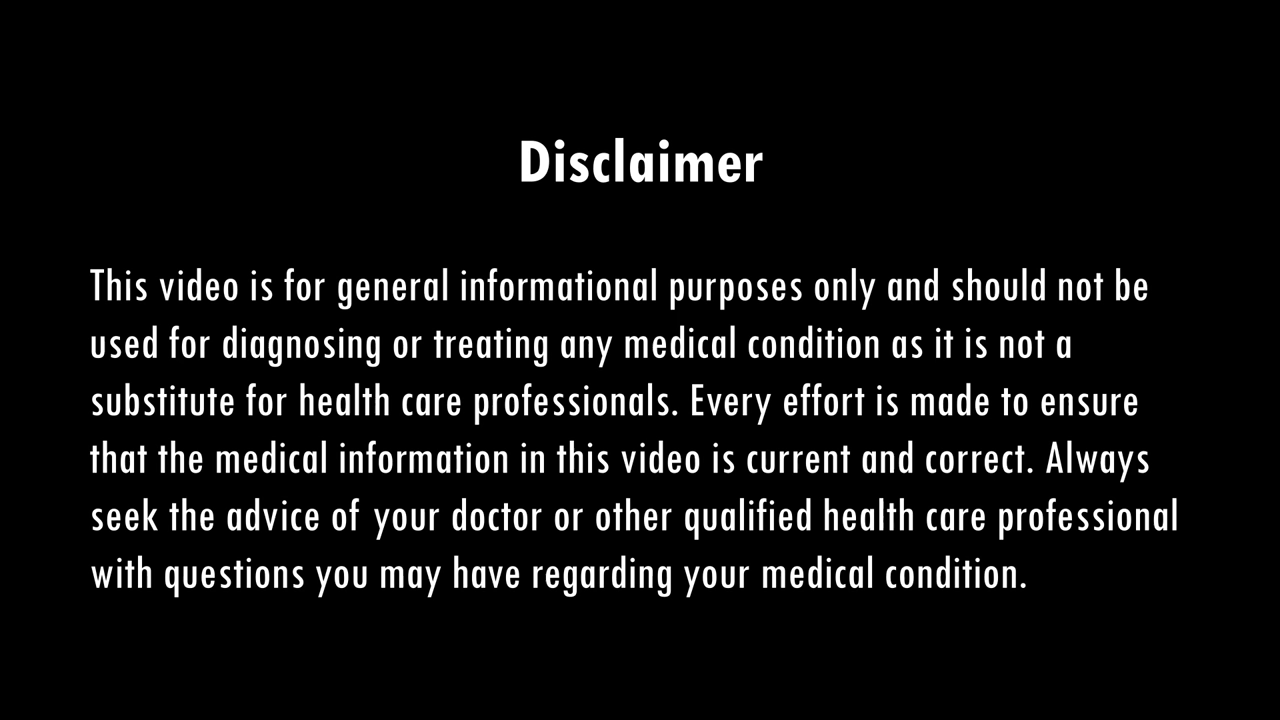 Disclaimer
This video is for general informational purposes only and should not be
used for diagnosing or treating any medical condition as it is not a
substitute for health care professionals. Every effort is made to ensure
that the medical information in this video is current and correct. Always
seek the advice of your doctor or other qualified health care professional
with questions you may have regarding your medical condition.